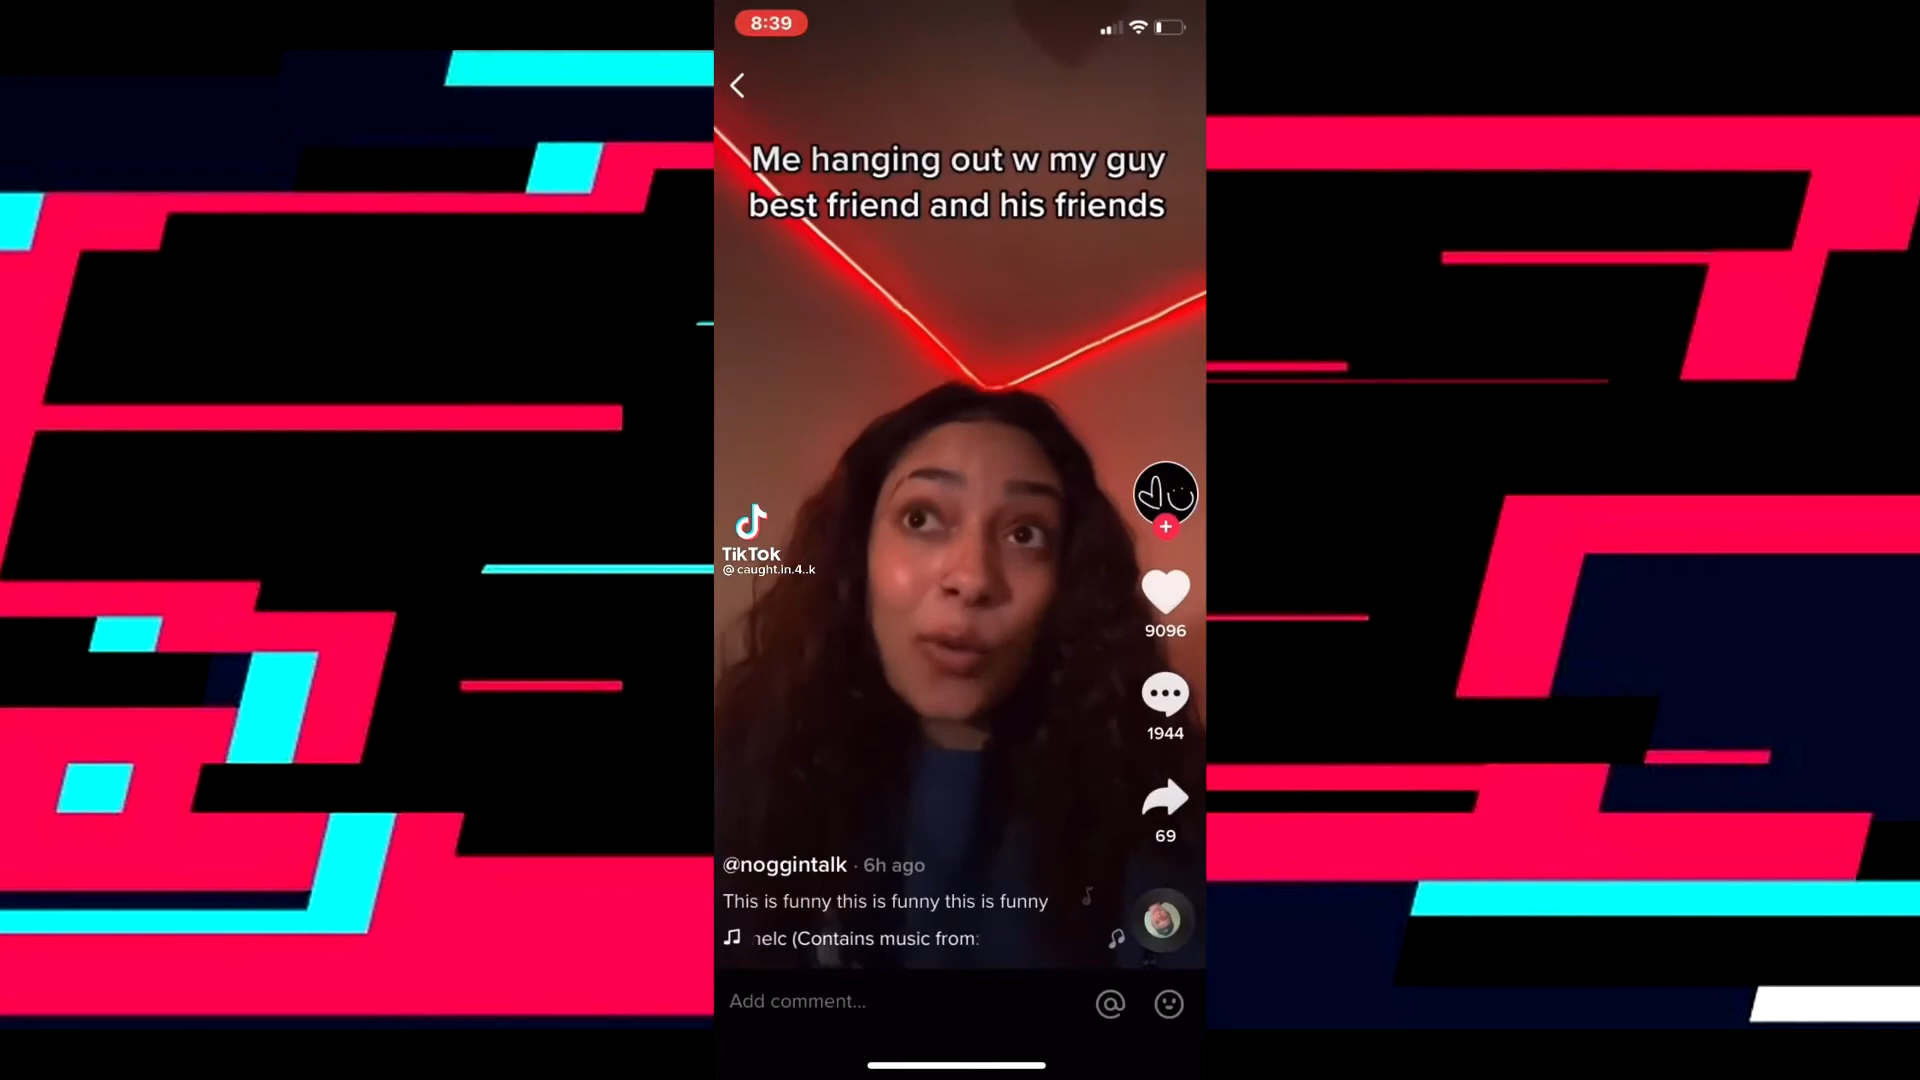 8:39
Me hanging out w my guy
best friend and his friends
TikTok
@caught.in.4..k
9096
1944
69
@noggintalk · 6h ago
This is funny this is funny this is funny
(Contains music from:
Add comment...